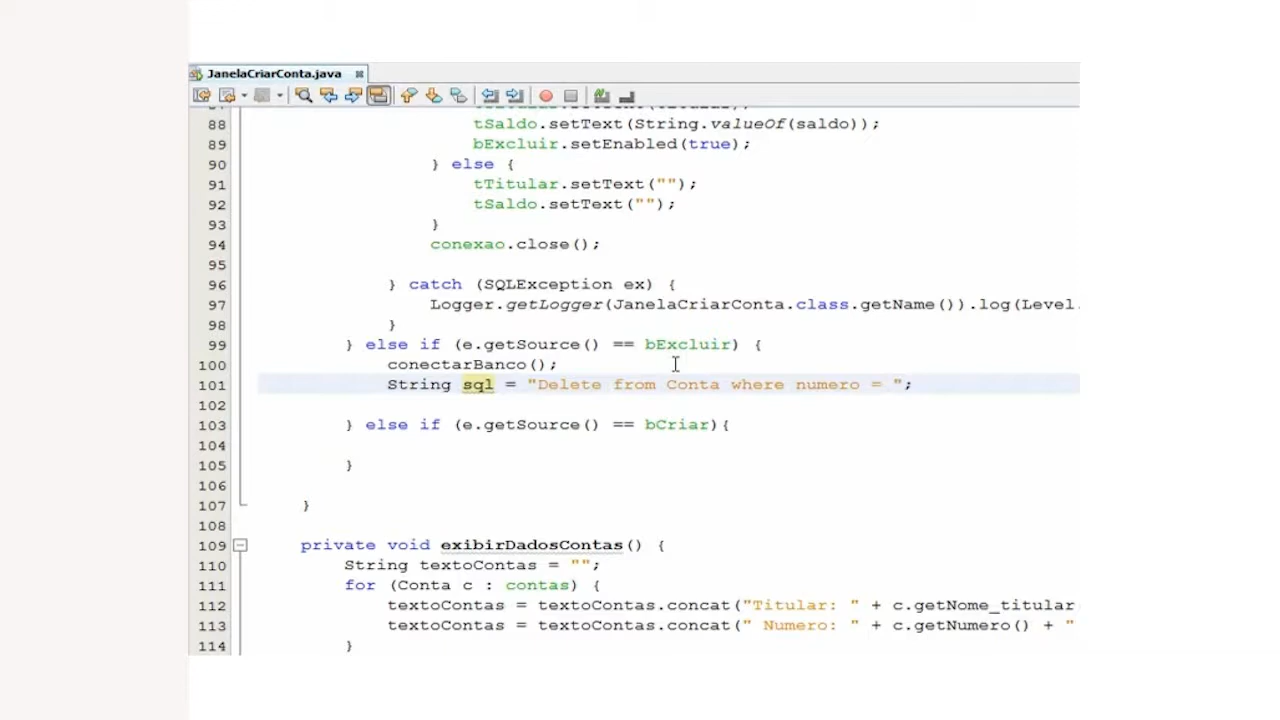 JanelaCriarConta.java
88 tSaldo.setText(String.valueOf(saldo));
89 bExcluir.setEnabled(true);
90 } else {
91 tTitular.setText("");
92 tSaldo.setText("");
93 }
94 conexao.close();
95
96 } catch (SQLException ex) {
97 Logger.getLogger(JanelaCriarConta.class.getName()).log(Level.
98 }
99 } else if (e.getSource() == bExcluir) {
100 conectarBanco();
101 String sql = "Delete from Conta where numero = ";
102
103 } else if (e.getSource() == bCriar){
104
105 }
106
107 }
108
109 private void exibirDadosContas() {
110 String textoContas = "";
111 for (Conta c : contas) {
112 textoContas = textoContas.concat("Titular: " + c.getNome_titular
113 textoContas = textoContas.concat(" Numero: " + c.getNumero() + "
114 }